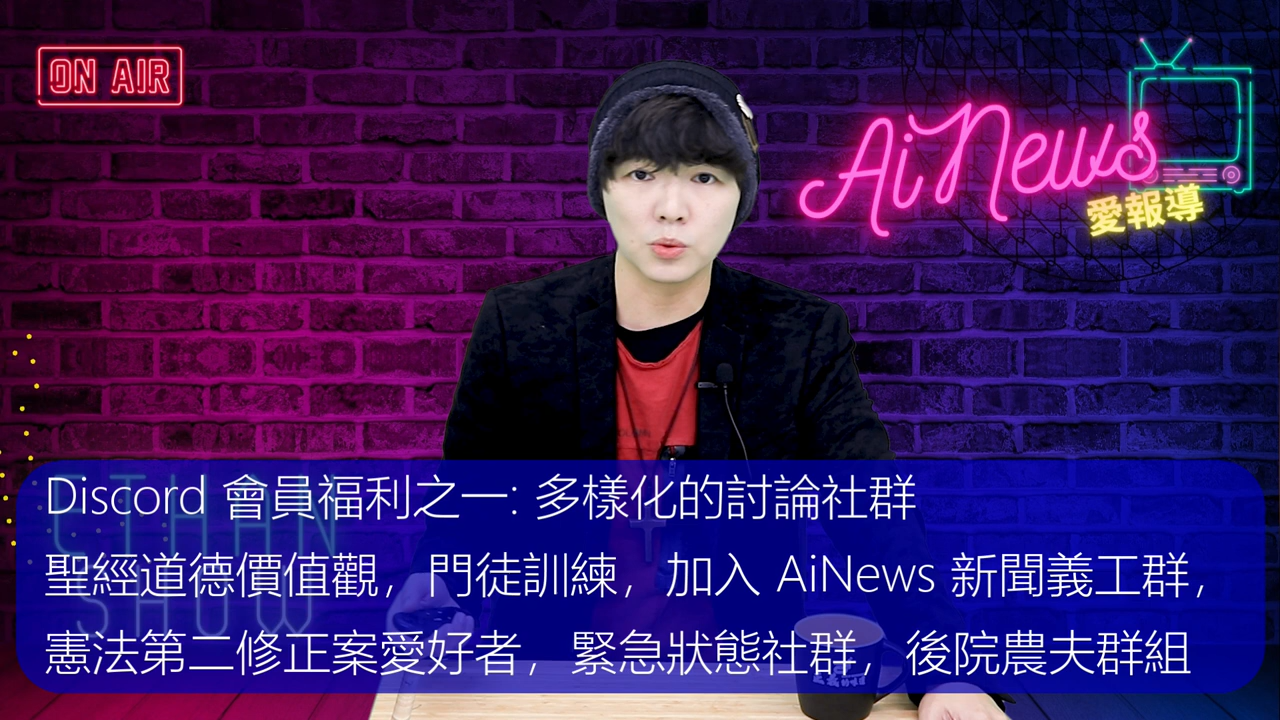 ON AIR
AiNews
愛報導
Discord 會員福利之一: 多樣化的討論社群
聖經道德價值觀，門徒訓練，加入 AiNews 新聞義工群，
憲法第二修正案愛好者，緊急狀態社群，後院農夫群組
ETHAN
SHOW